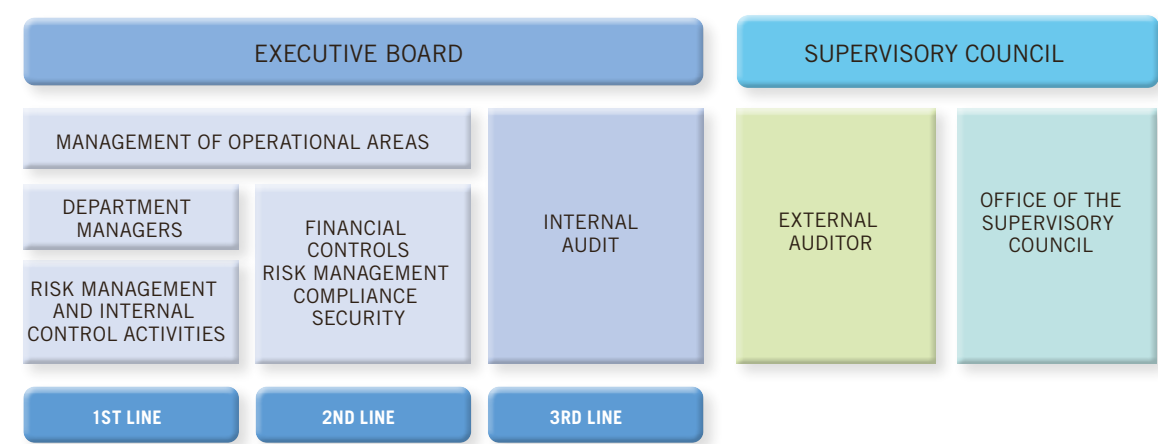 EXECUTIVE BOARD
SUPERVISORY COUNCIL
MANAGEMENT OF OPERATIONAL AREAS
DEPARTMENT
MANAGERS
RISK MANAGEMENT
AND INTERNAL
CONTROL ACTIVITIES
FINANCIAL
CONTROLS
RISK MANAGEMENT
COMPLIANCE
SECURITY
INTERNAL
AUDIT
EXTERNAL
AUDITOR
OFFICE OF THE
SUPERVISORY
COUNCIL
1ST LINE
2ND LINE
3RD LINE